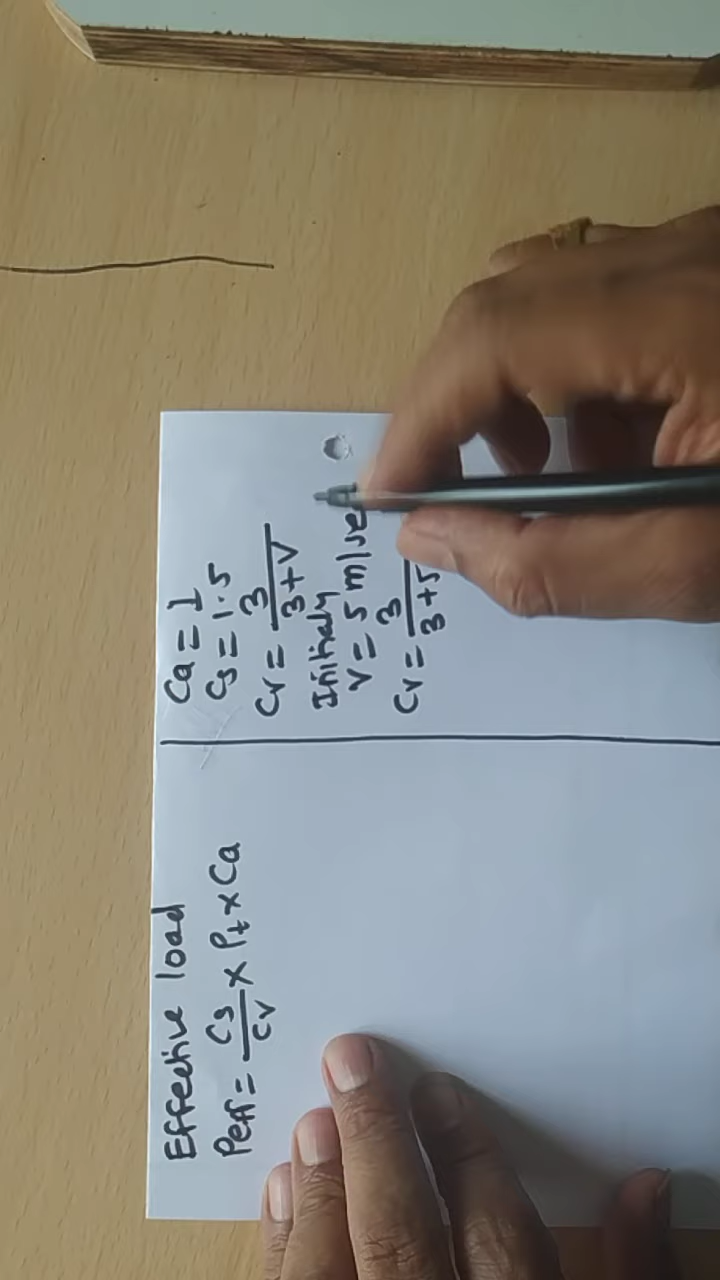 Effective load
Peff = Cs/Cv × Pt × Ca
Ca = 1
Cs = 1.5
Cv = 3/3+V
Initialy
V = 5 m/se
Cv = 3/3+5